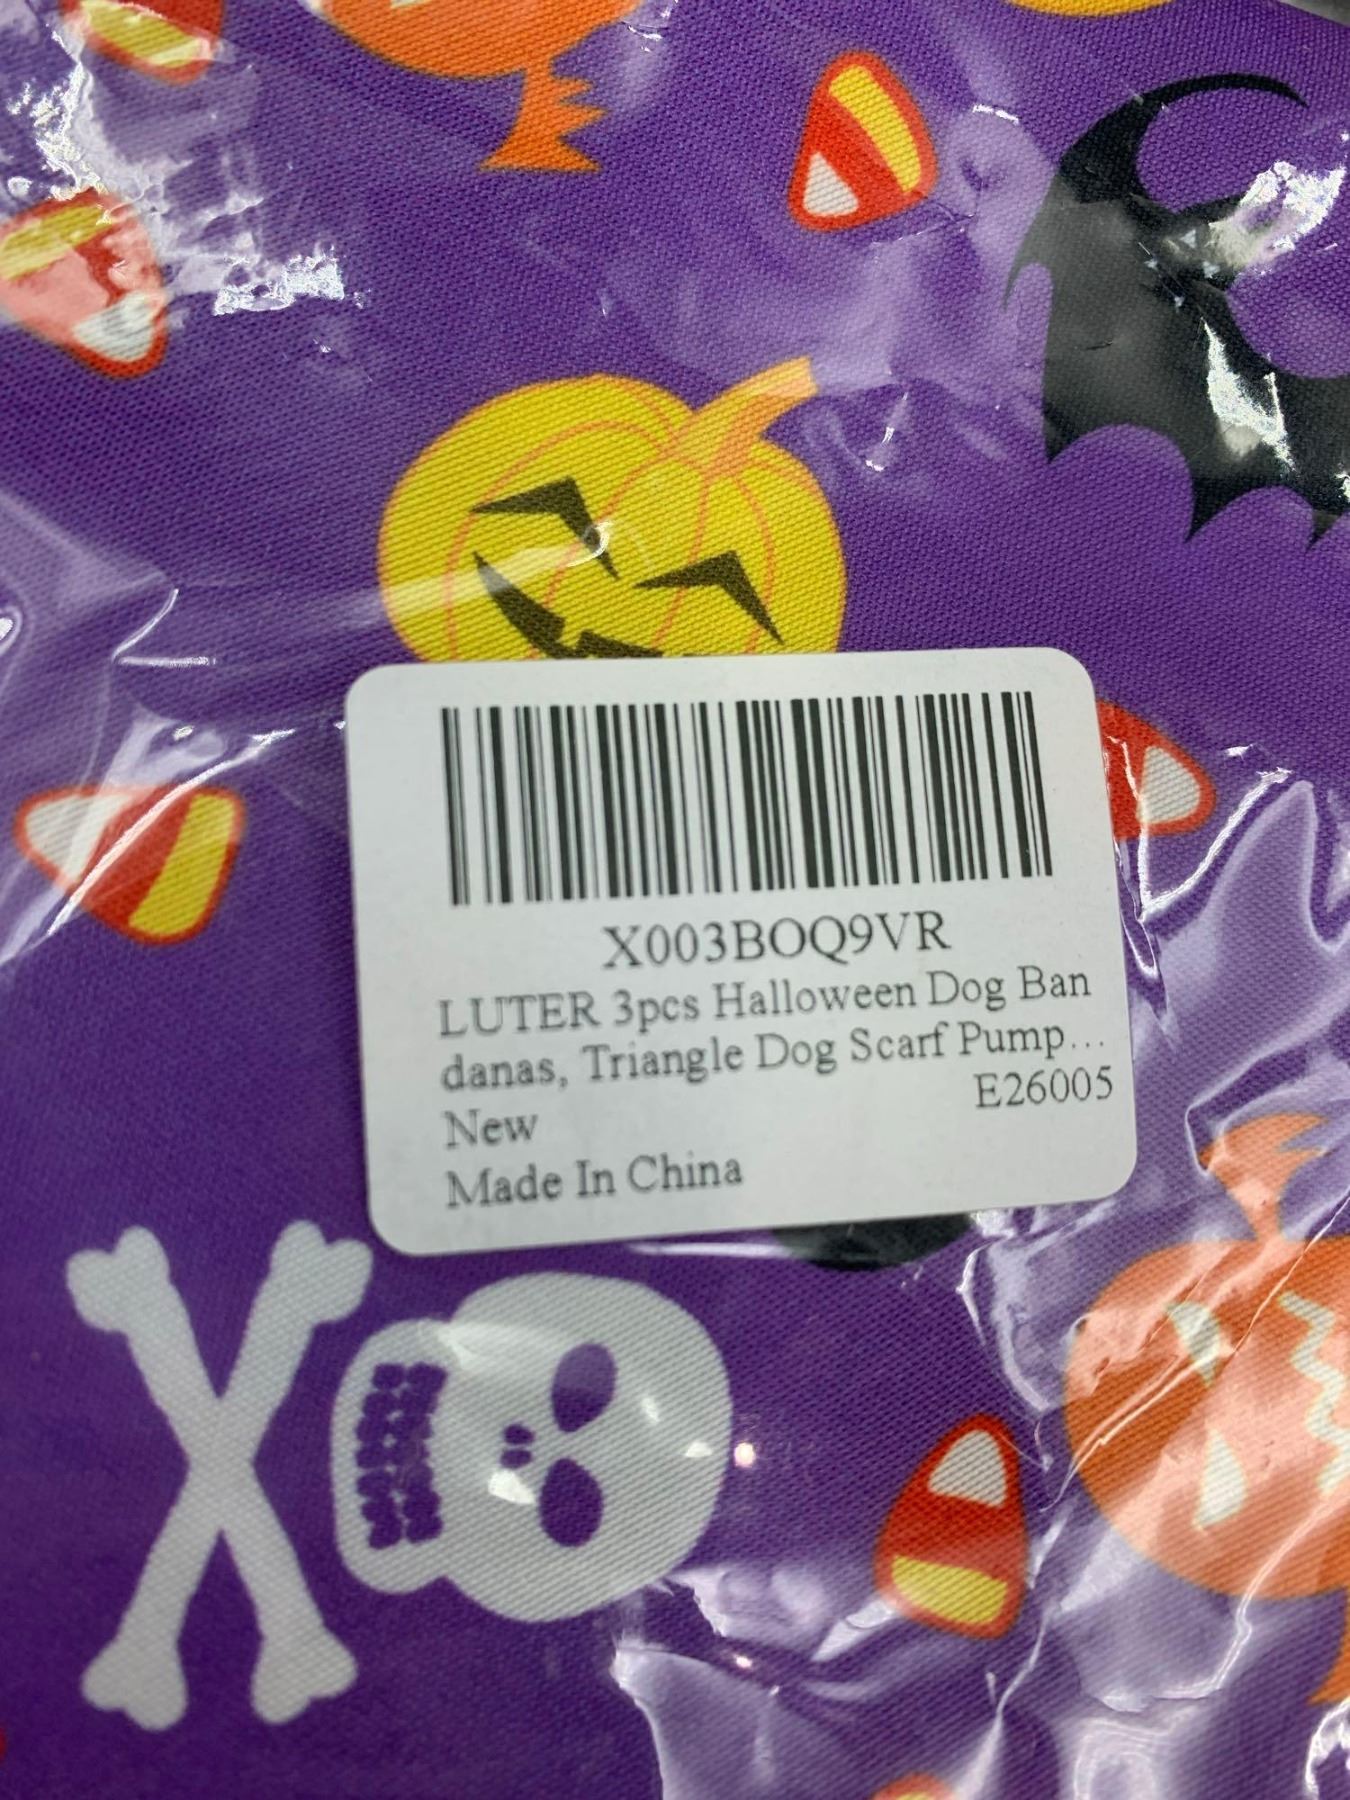 X003BOQ9VR
LUTER 3pcs Halloween Dog Ban
danas, Triangle Dog Scarf Pump...
E26005
New
Made In China